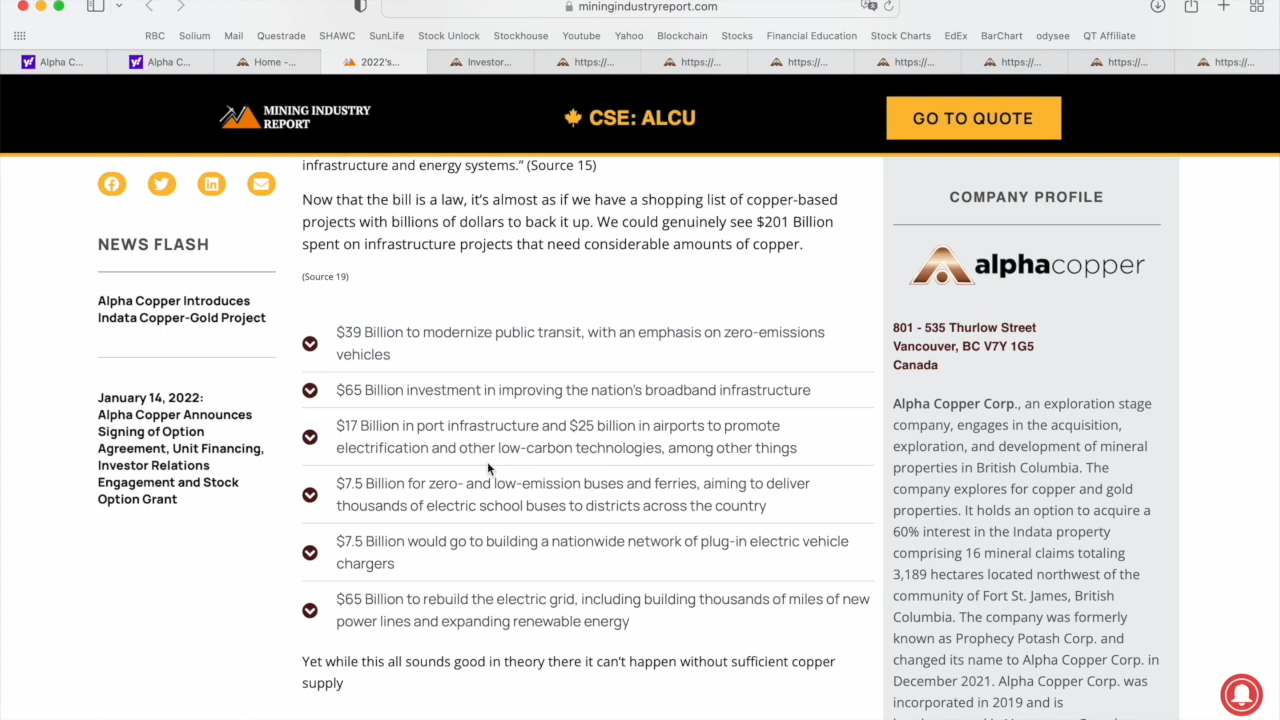 miningindustryreport.com
RBC Solium Mail Questrade SHAWC SunLife Stock Unlock Stockhouse Youtube Yahoo Blockchain Stocks Financial Education Stock Charts EdEx BarChart odysee QT Affiliate
Alpha C... Alpha C... Home -... 2022's... Investor... https://... https://... https://... https://... https://... https://... https://...
MINING INDUSTRY
REPORT
CSE: ALCU
GO TO QUOTE
NEWS FLASH
Alpha Copper Introduces
Indata Copper-Gold Project
January 14, 2022:
Alpha Copper Announces
Signing of Option
Agreement, Unit Financing,
Investor Relations
Engagement and Stock
Option Grant
infrastructure and energy systems.” (Source 15)
Now that the bill is a law, it’s almost as if we have a shopping list of copper-based
projects with billions of dollars to back it up. We could genuinely see $201 Billion
spent on infrastructure projects that need considerable amounts of copper.
(Source 19)
$39 Billion to modernize public transit, with an emphasis on zero-emissions
vehicles
$65 Billion investment in improving the nation’s broadband infrastructure
$17 Billion in port infrastructure and $25 billion in airports to promote
electrification and other low-carbon technologies, among other things
$7.5 Billion for zero- and low-emission buses and ferries, aiming to deliver
thousands of electric school buses to districts across the country
$7.5 Billion would go to building a nationwide network of plug-in electric vehicle
chargers
$65 Billion to rebuild the electric grid, including building thousands of miles of new
power lines and expanding renewable energy
Yet while this all sounds good in theory there it can’t happen without sufficient copper
supply
COMPANY PROFILE
alphacopper
801 - 535 Thurlow Street
Vancouver, BC V7Y 1G5
Canada
Alpha Copper Corp., an exploration stage
company, engages in the acquisition,
exploration, and development of mineral
properties in British Columbia. The
company explores for copper and gold
properties. It holds an option to acquire a
60% interest in the Indata property
comprising 16 mineral claims totaling
3,189 hectares located northwest of the
community of Fort St. James, British
Columbia. The company was formerly
known as Prophecy Potash Corp. and
changed its name to Alpha Copper Corp. in
December 2021. Alpha Copper Corp. was
incorporated in 2019 and is